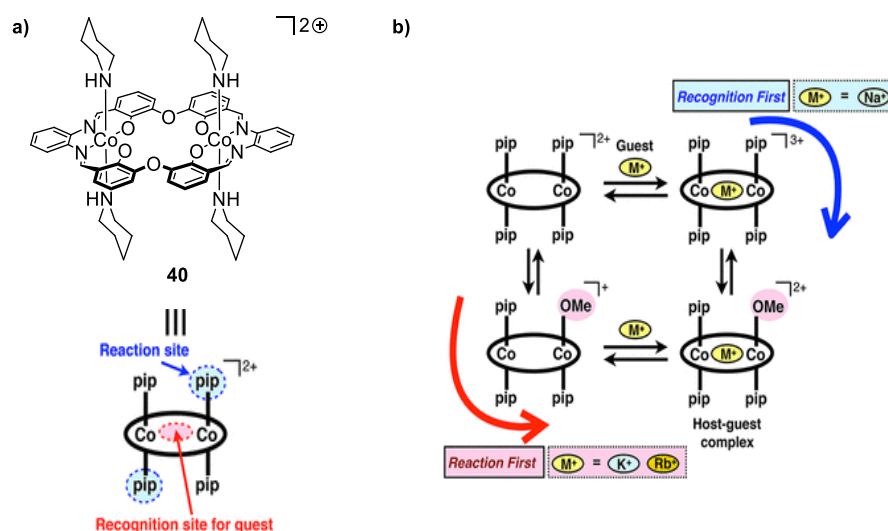 a)
2⊕
HN
NH
N
N
O
O
O
Co
Co
N
N
O
O
O
HN
NH
40
Reaction site
pip
pip
2+
Co
Co
pip
pip
Recognition site for guest
b)
Recognition First
M⁺ = Na⁺
pip
pip
2+
Guest
M⁺
pip
pip
3+
Co
Co
Co
M⁺
Co
pip
pip
pip
pip
pip
OMe
+
M⁺
pip
OMe
2+
Co
Co
Co
M⁺
Co
pip
pip
pip
pip
Host-guest
complex
Reaction First
M⁺ = K⁺ Rb⁺